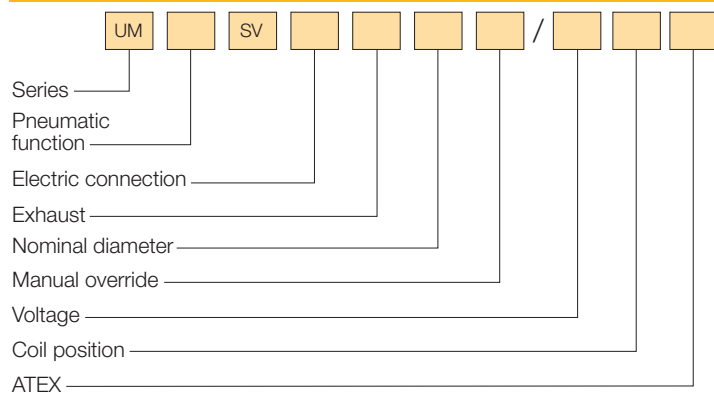 UM SV /
Series
Pneumatic
function
Electric connection
Exhaust
Nominal diameter
Manual override
Voltage
Coil position
ATEX